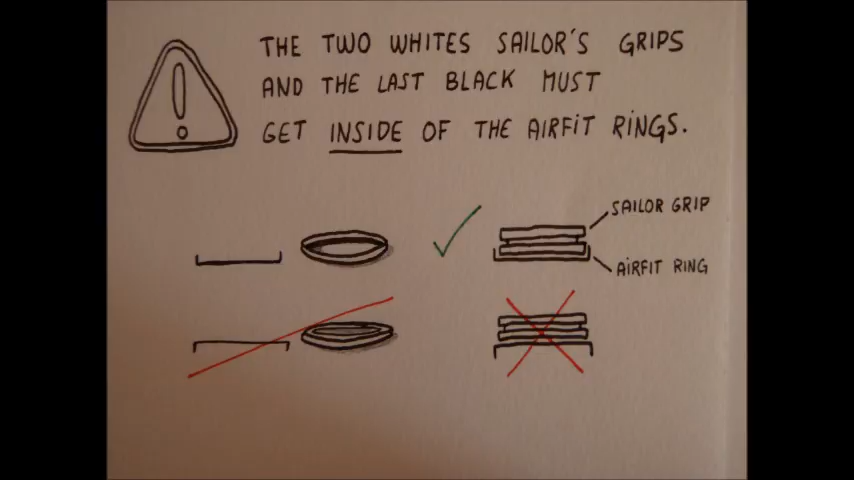 THE TWO WHITES SAILOR'S GRIPS
AND THE LAST BLACK MUST
GET INSIDE OF THE AIRFIT RINGS.
SAILOR GRIP
AIRFIT RING